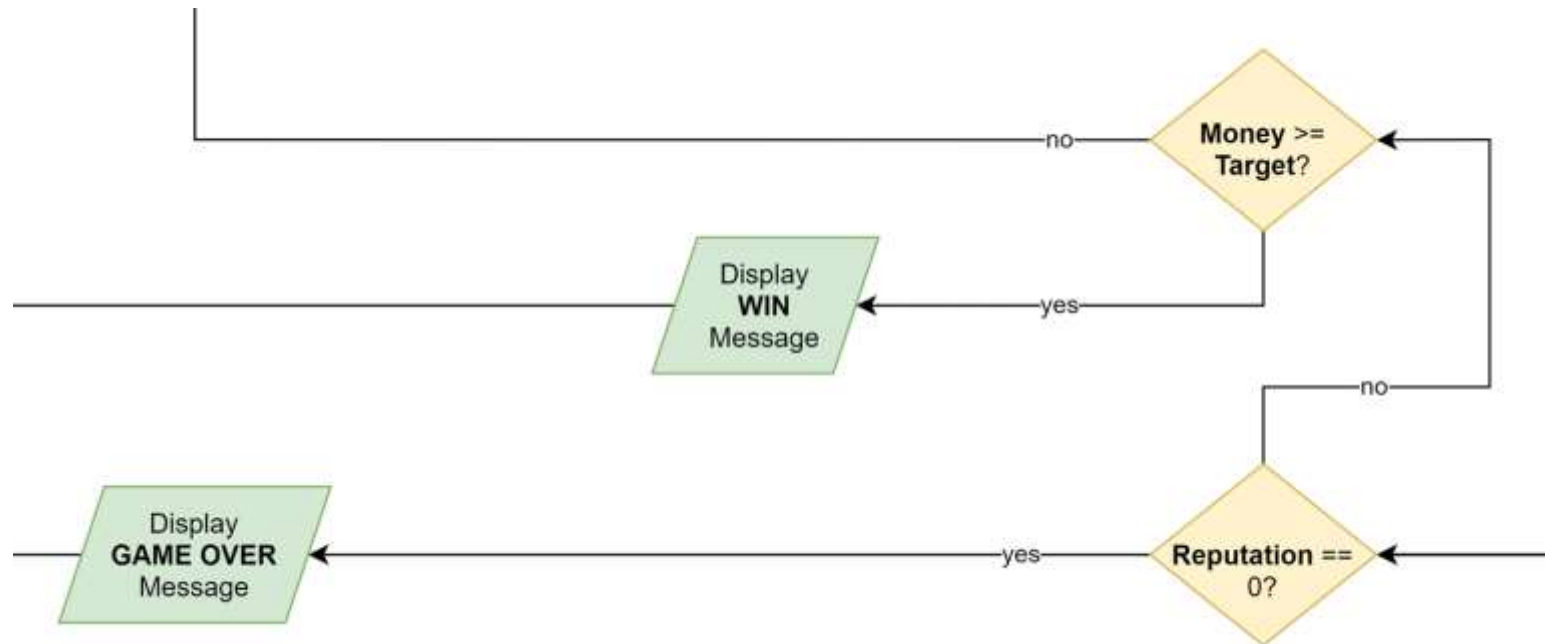 no
Money >=
Target?
Display
WIN
Message
yes
no
Display
GAME OVER
Message
yes
Reputation ==
0?